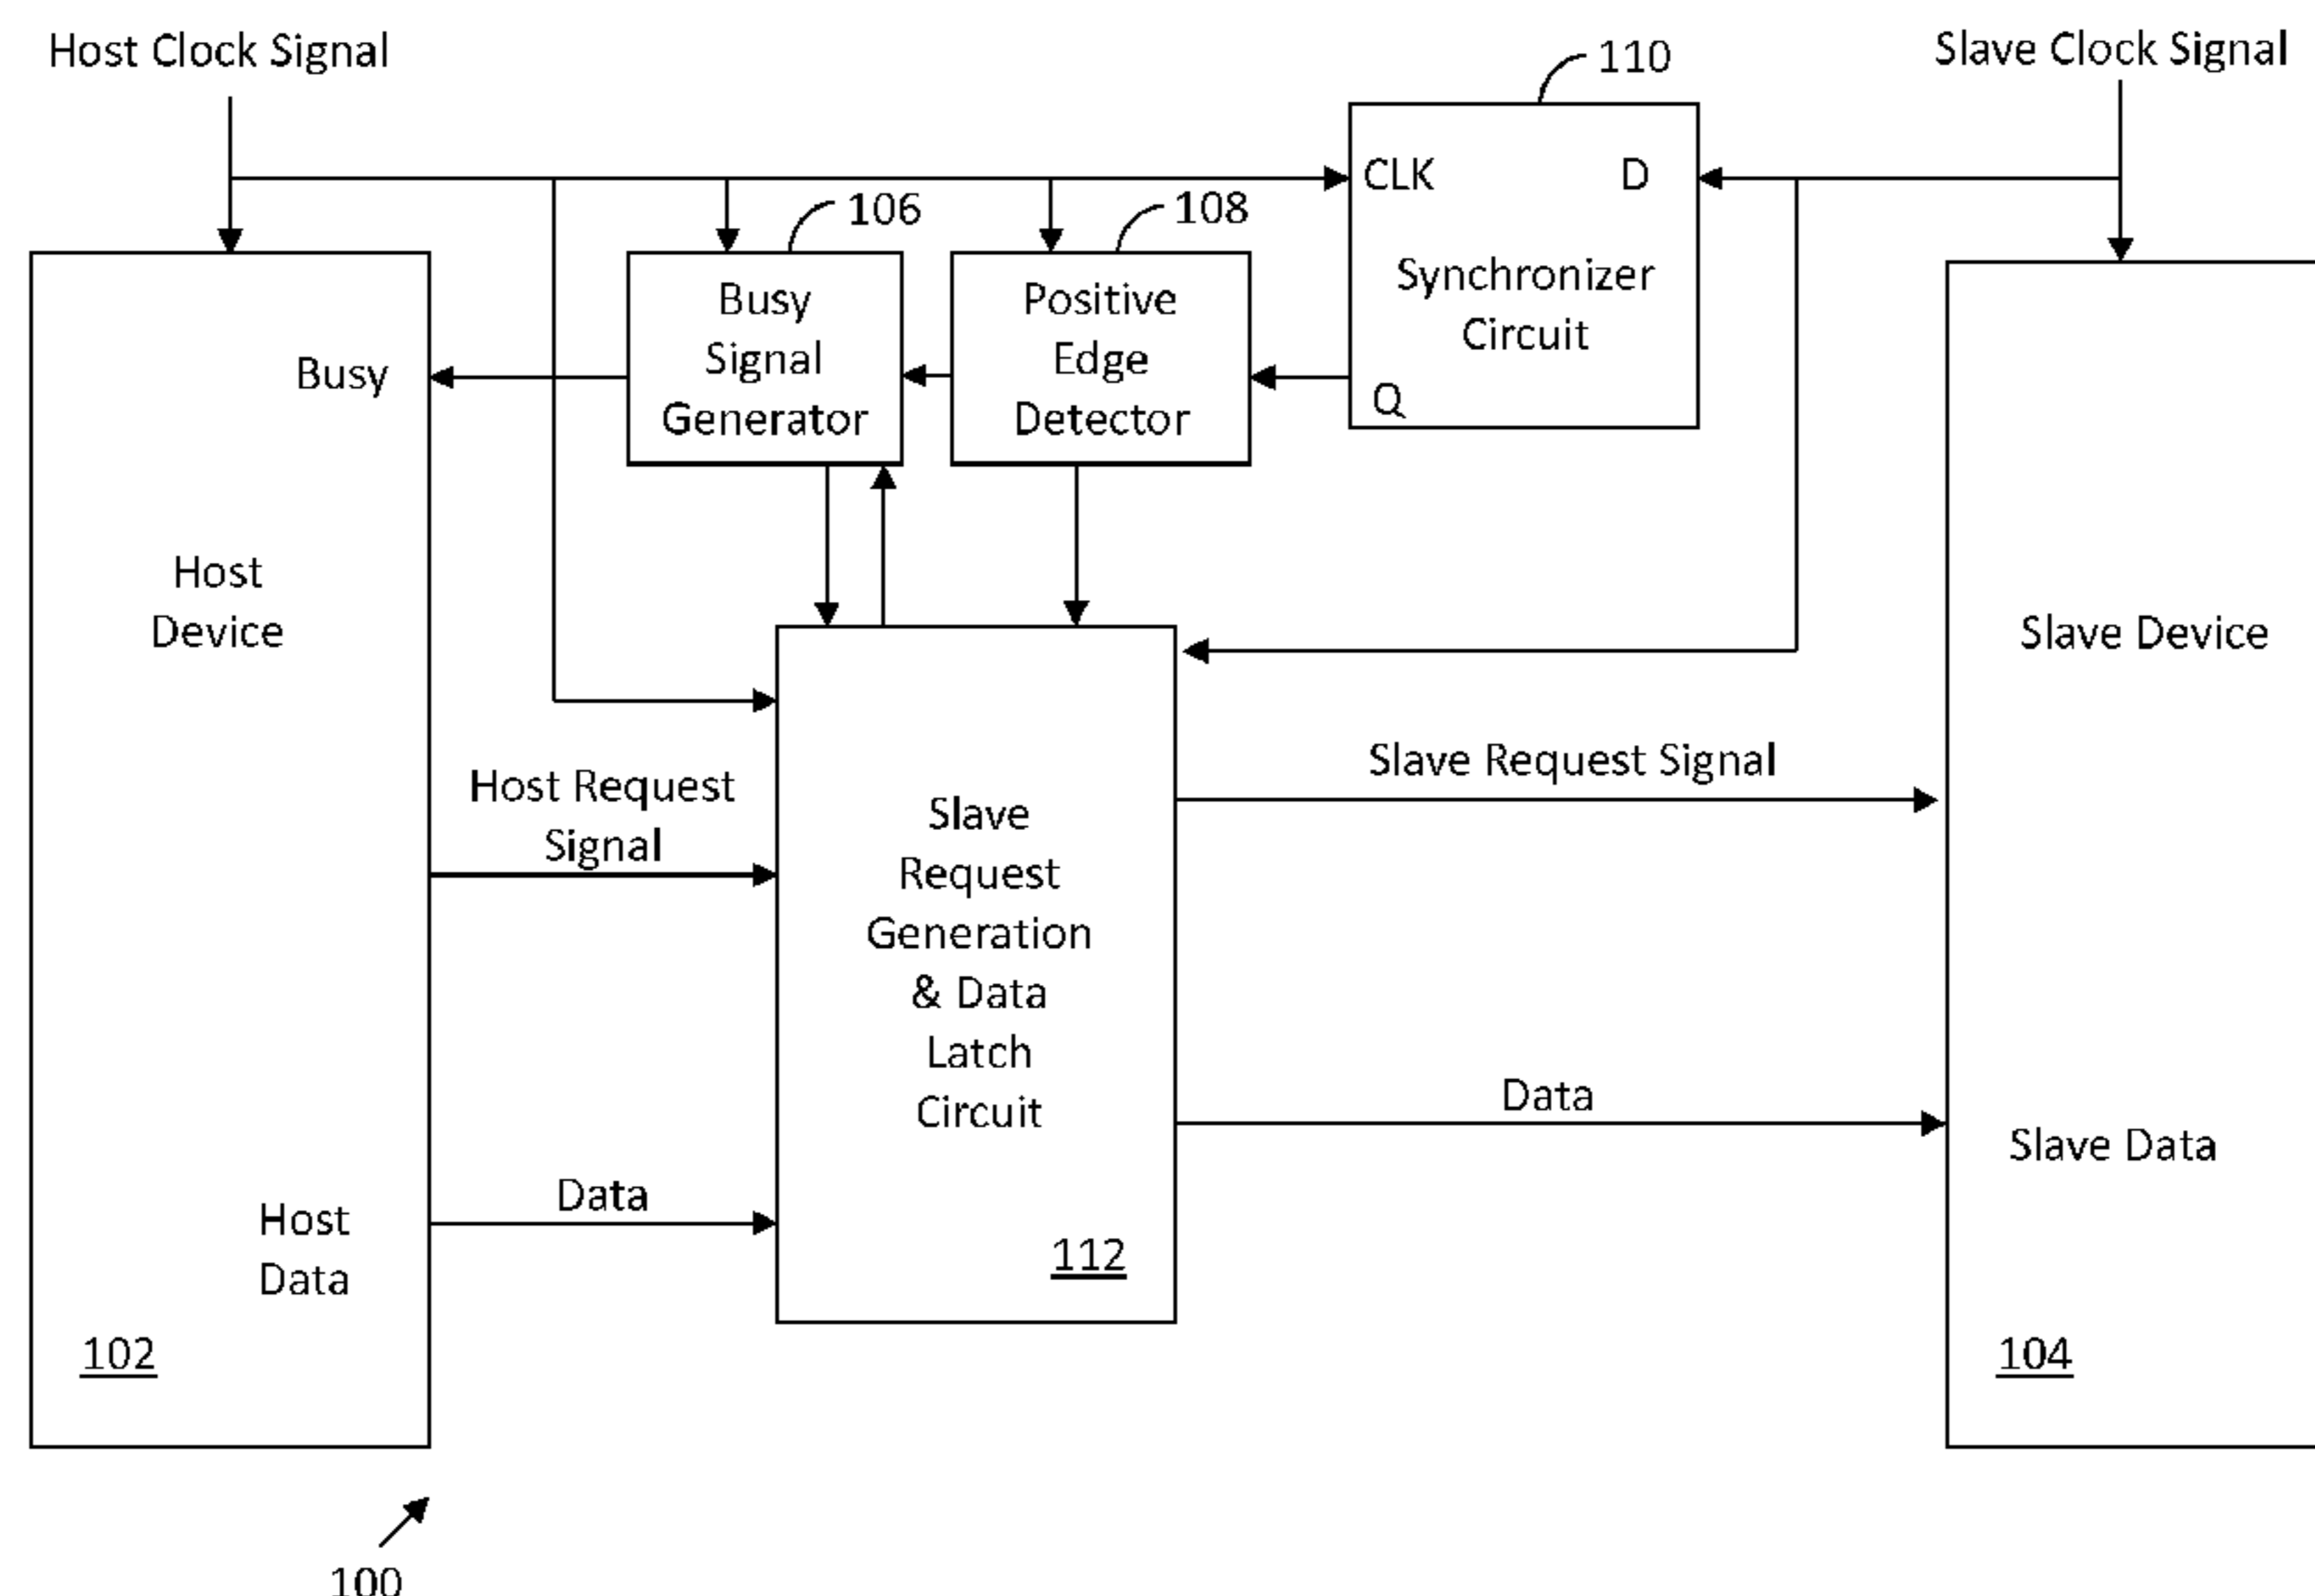 Host Clock Signal
110
Slave Clock Signal
CLK
D
106
108
Synchronizer
Circuit
Q
Busy
Busy
Signal
Generator
Positive
Edge
Detector
Host
Device
Slave Device
Host Request
Signal
Slave Request Signal
Slave
Request
Generation
& Data
Latch
Circuit
Data
Slave Data
Data
Host
Data
112
102
104
100